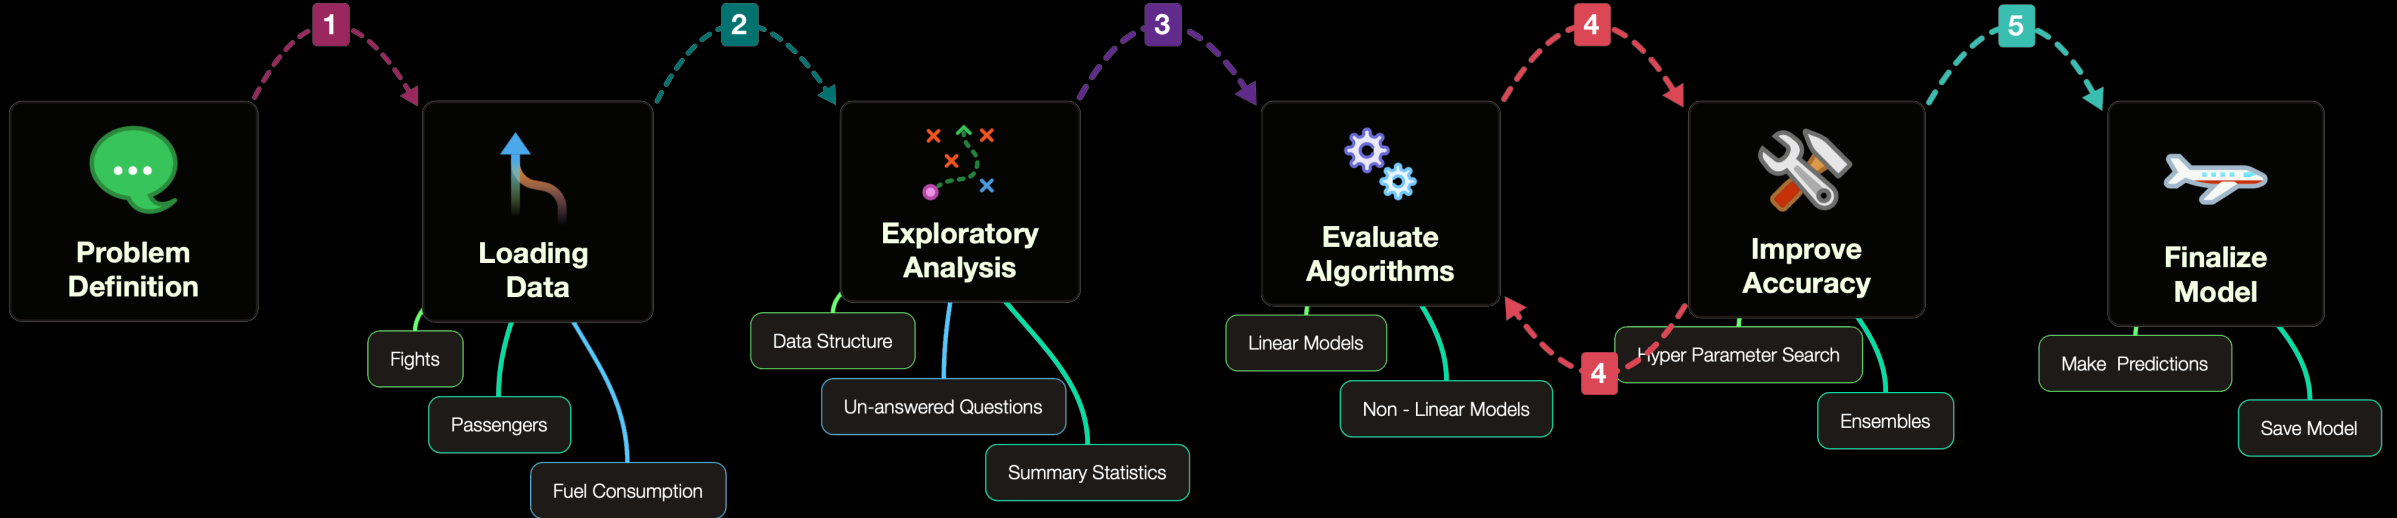 1
2
3
4
5
Problem
Definition
Loading
Data
Exploratory
Analysis
Evaluate
Algorithms
Improve
Accuracy
Finalize
Model
Fights
Passengers
Fuel Consumption
Data Structure
Un-answered Questions
Summary Statistics
Linear Models
Non - Linear Models
4
Hyper Parameter Search
Ensembles
Make  Predictions
Save Model